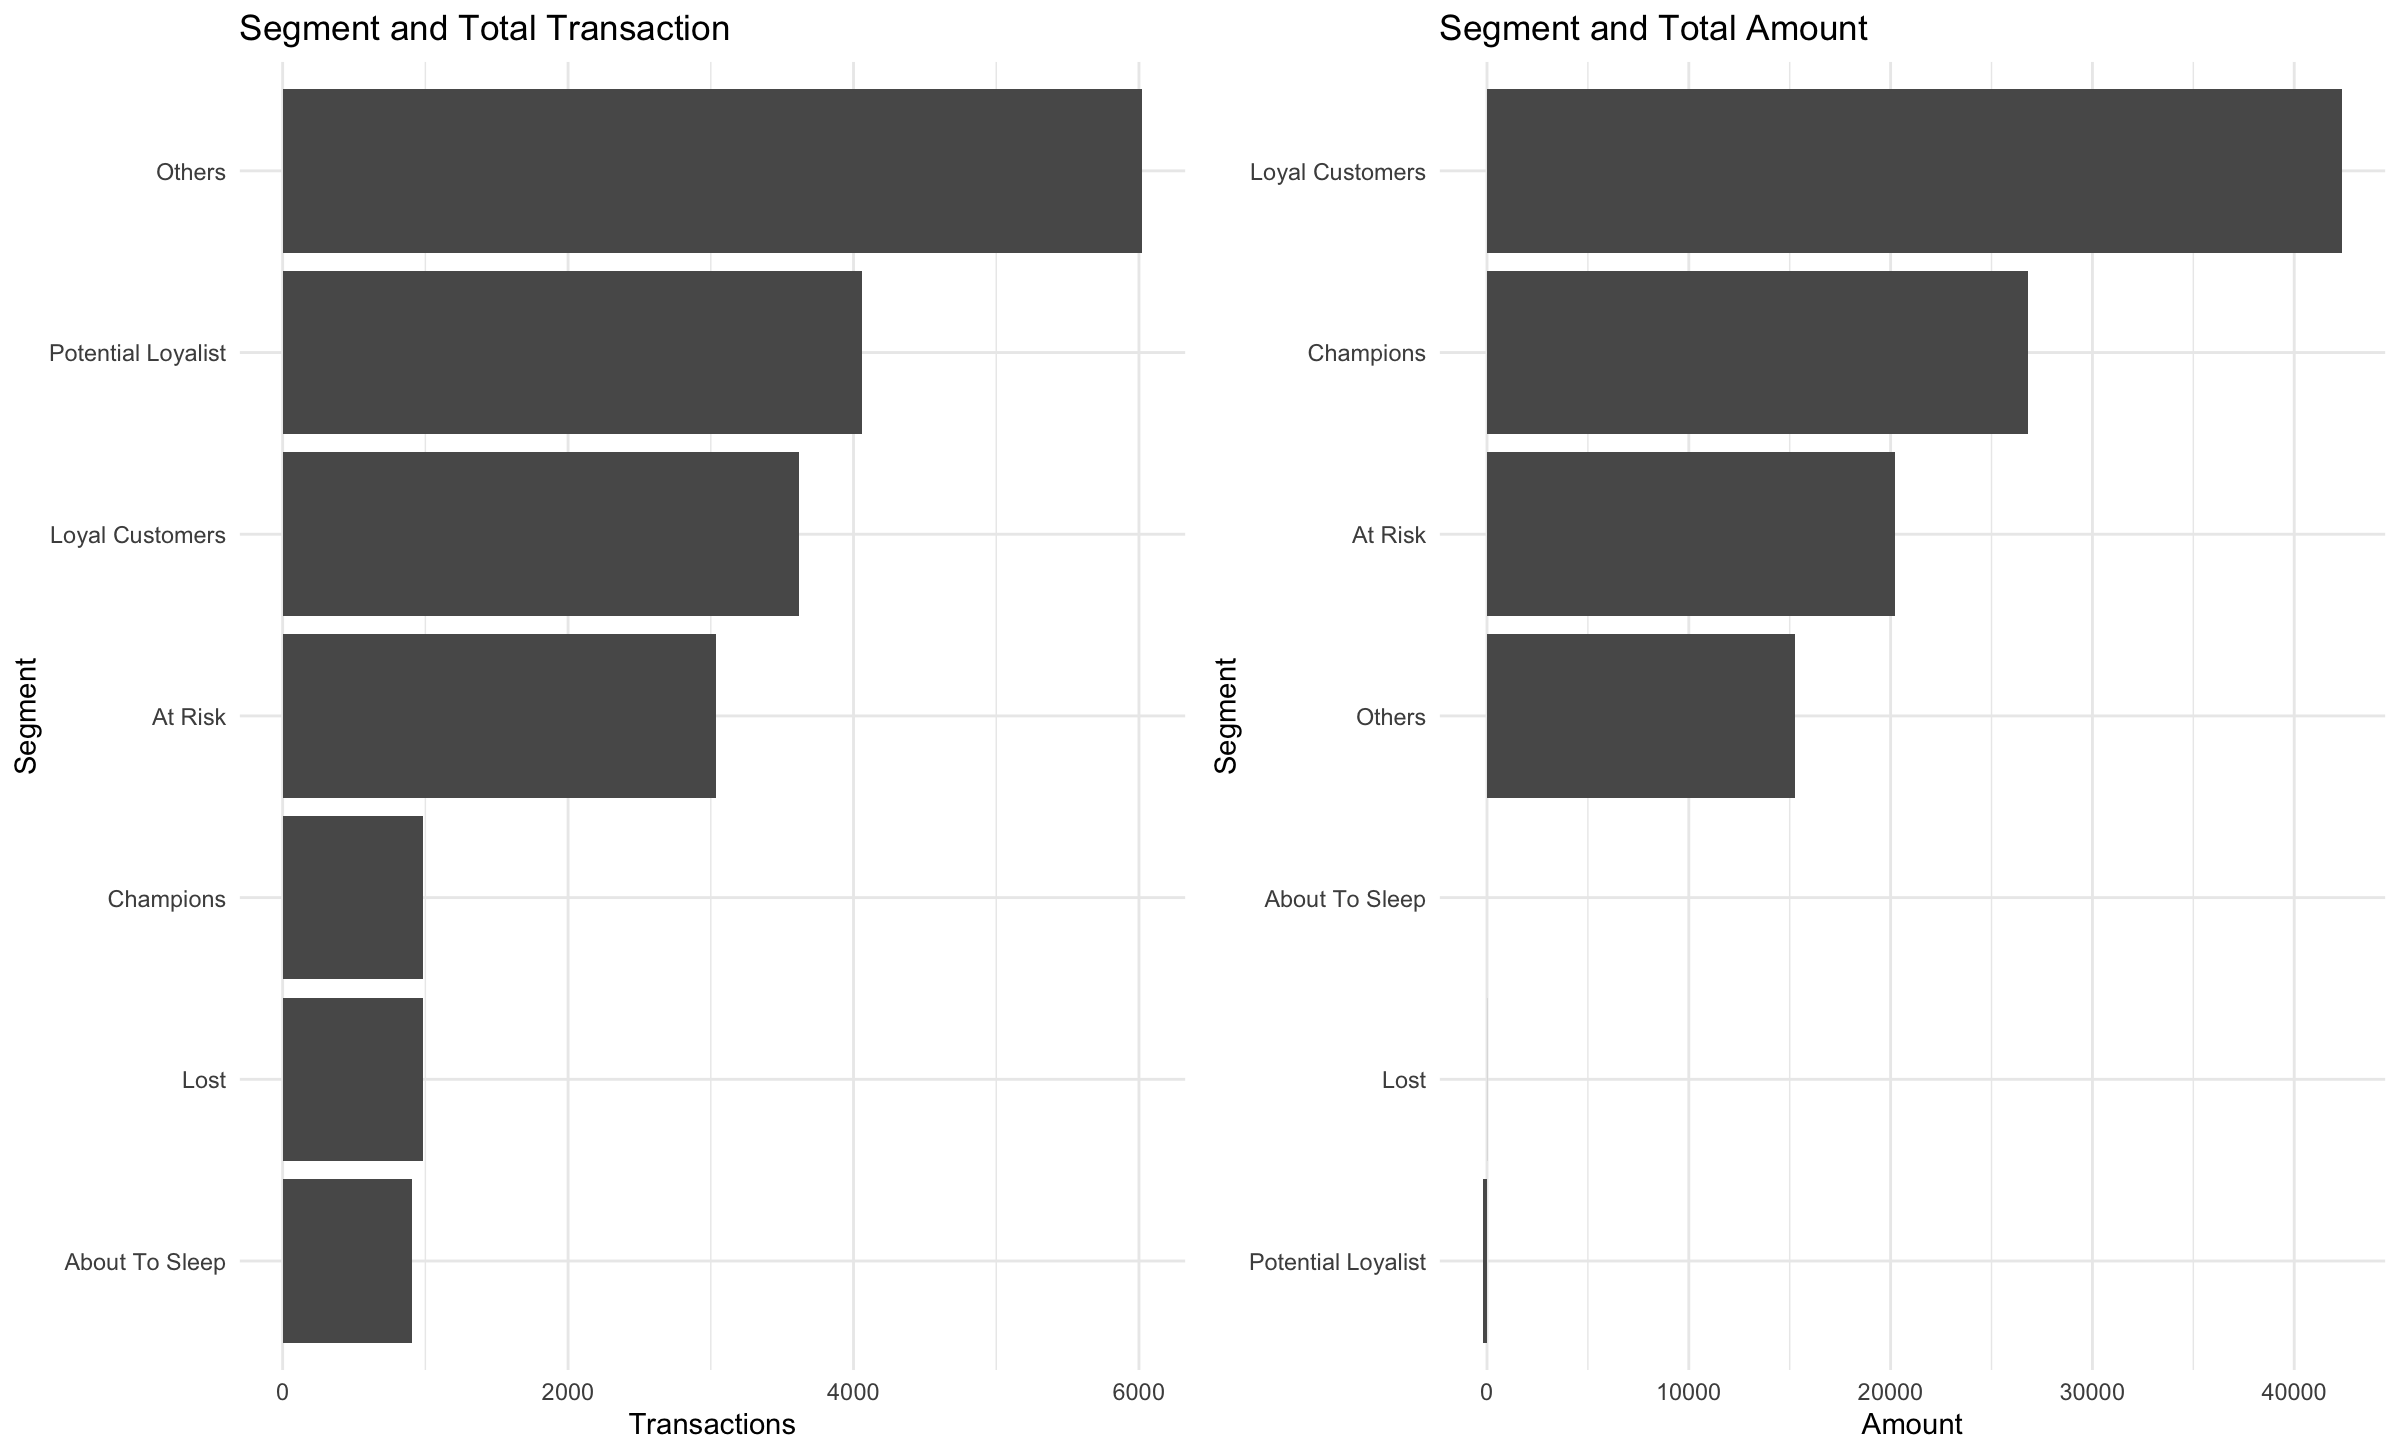 Segment and Total Transaction
Segment
Others
Potential Loyalist
Loyal Customers
At Risk
Champions
Lost
About To Sleep
0 2000 4000 6000
Transactions
Segment and Total Amount
Segment
Loyal Customers
Champions
At Risk
Others
About To Sleep
Lost
Potential Loyalist
0 10000 20000 30000 40000
Amount